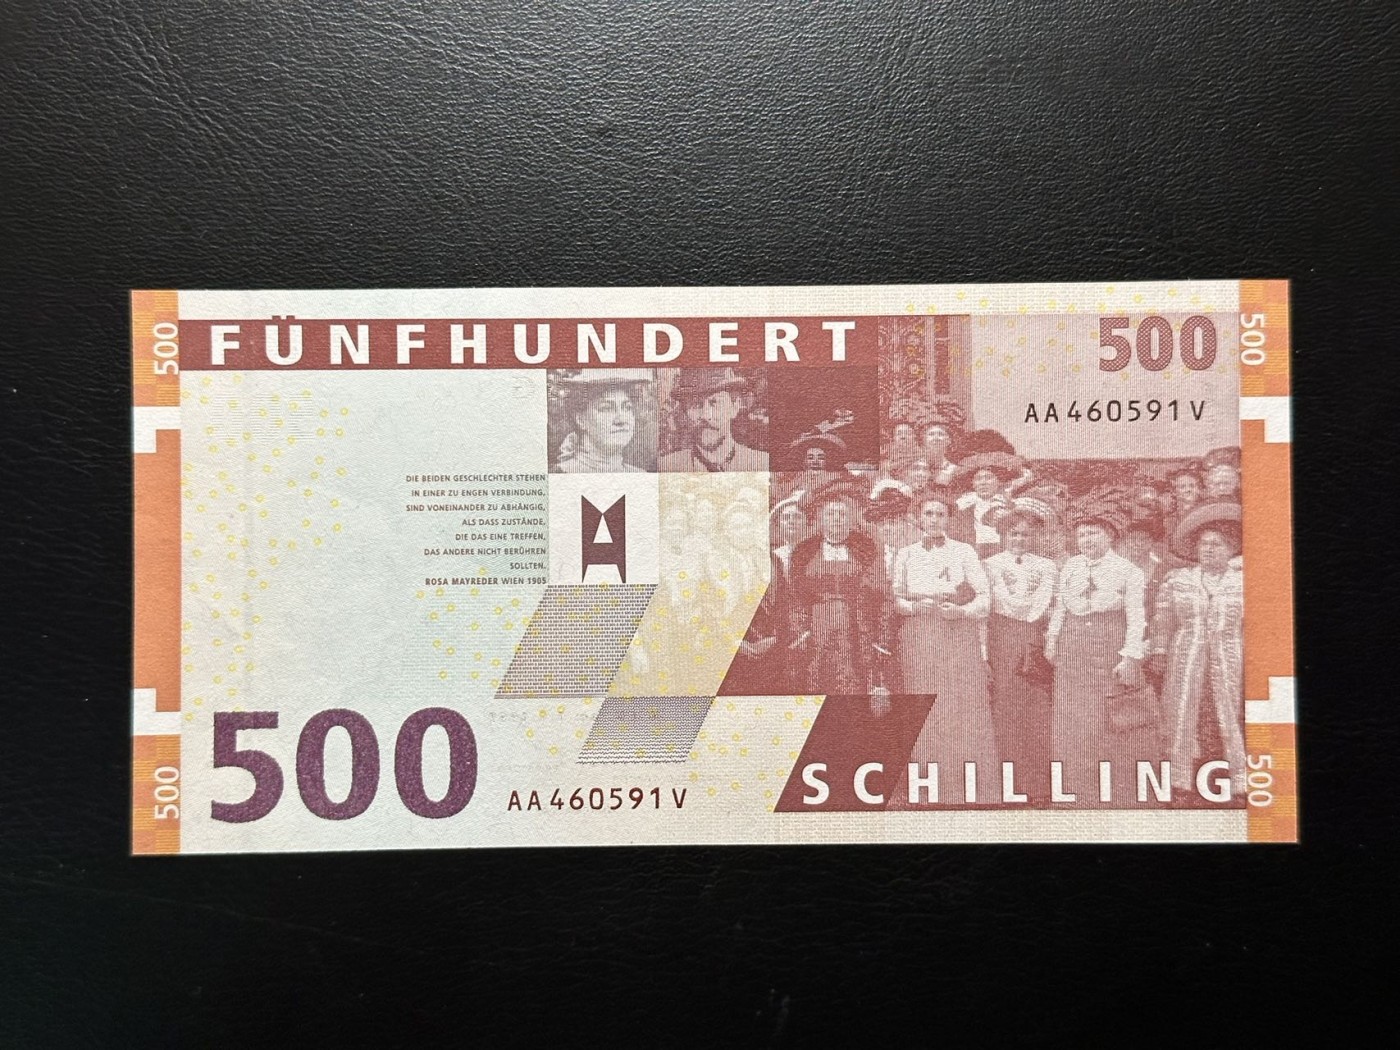 500
FÜNFHUNDERT
500
500
AA460591V
DIE BEIDEN GESCHLECHTER STEHEN
IN EINER ZU ENGEN VERBINDUNG,
SIND VONEINANDER ZU ABHÄNGIG,
ALS DASS ZUSTÄNDE,
DIE DAS EINE TREFFEN,
DAS ANDERE NICHT BERÜHREN
SOLLTEN.
ROSA MAYREDER WIEN 1905
500
500
AA460591V
SCHILLING
500